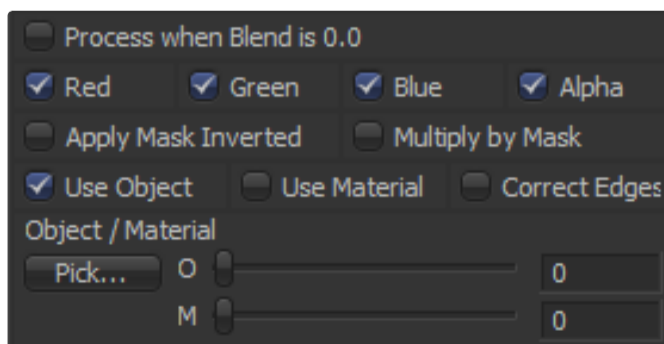 Process when Blend is 0.0
Red Green Blue Alpha
Apply Mask Inverted Multiply by Mask
Use Object Use Material Correct Edges
Object / Material
Pick... O 0
M 0